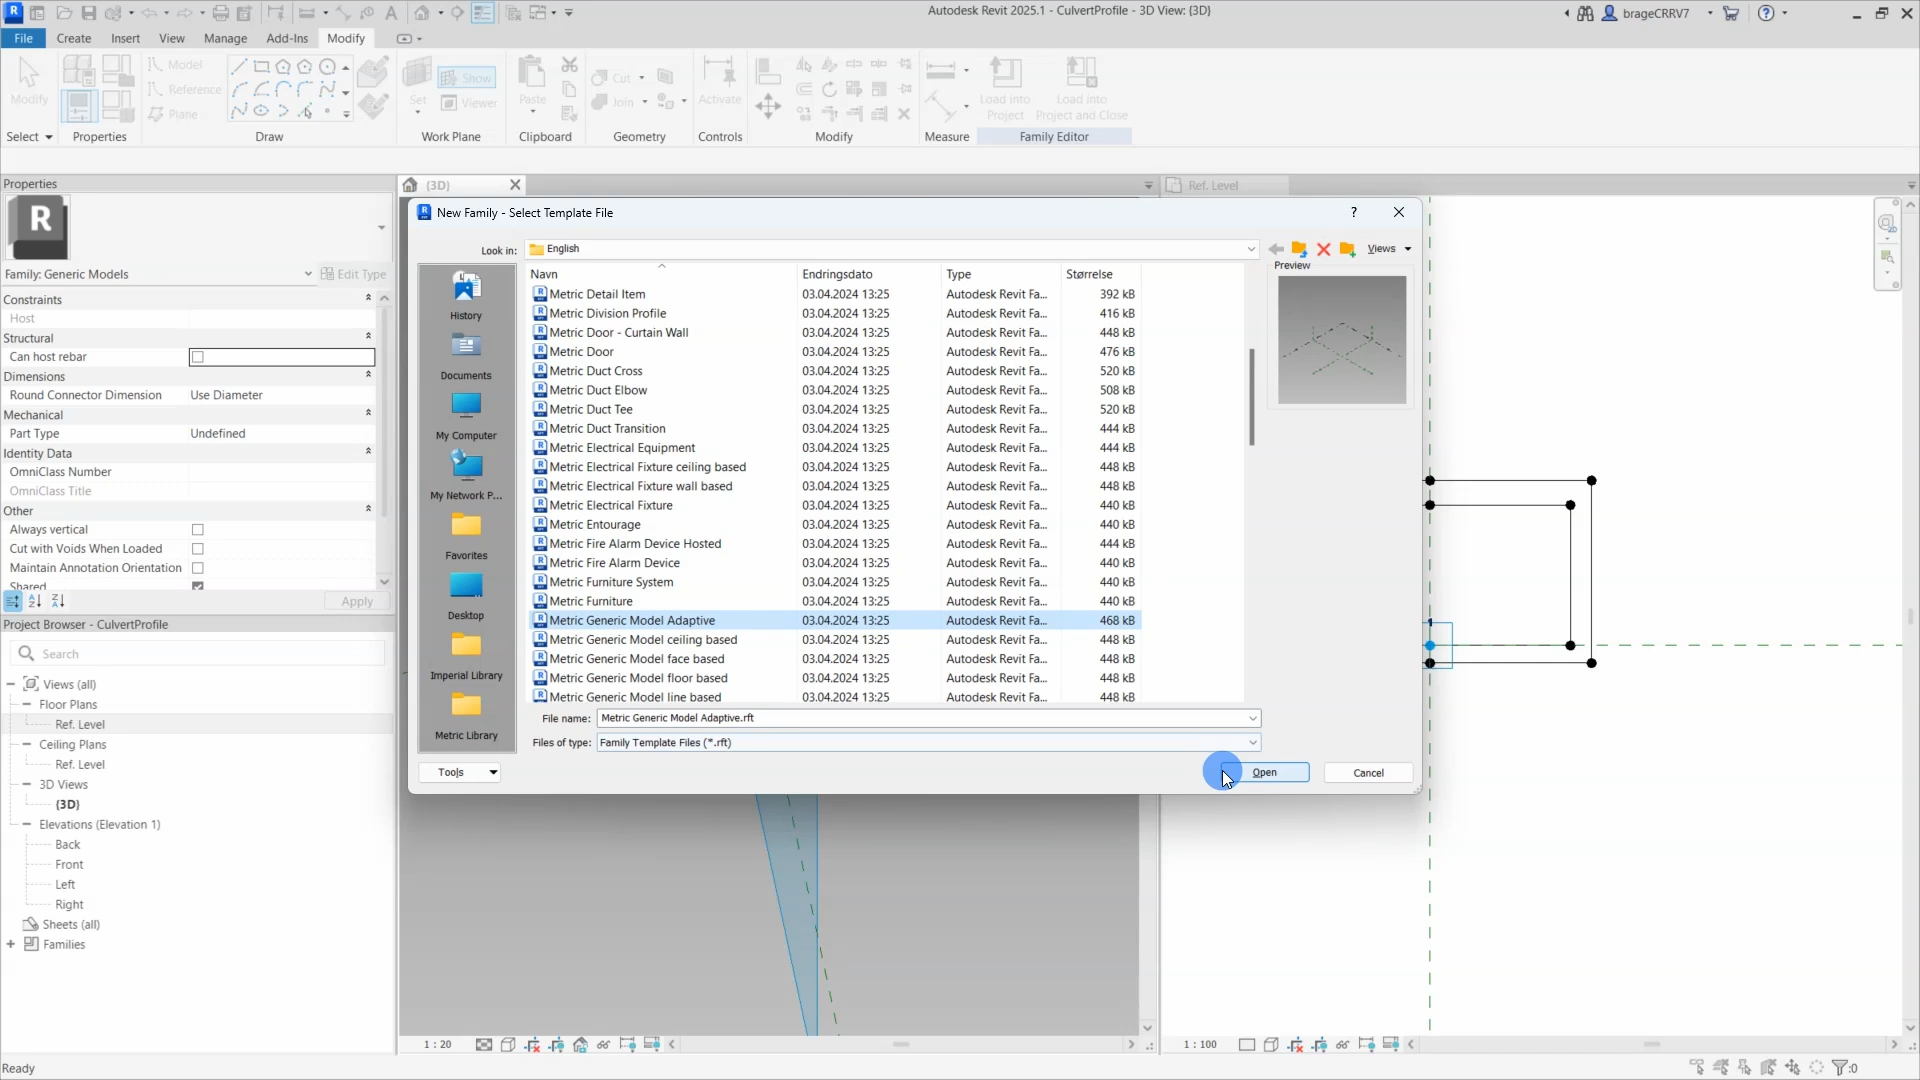 Autodesk Revit 2025.1 - CulvertProfile - 3D View: {3D}
brageCRRV7
File Create Insert View Manage Add-Ins Modify
Modify
Model
Reference
Plane
Set
Show
Viewer
Paste
Cut
Join
Activate
Load into Project
Load into Project and Close
Select Properties Draw Work Plane Clipboard Geometry Controls Modify Measure Family Editor
Properties
{3D}
Ref. Level
R
Family: Generic Models
Edit Type
Constraints
Host
Structural
Can host rebar
Dimensions
Round Connector Dimension Use Diameter
Mechanical
Part Type Undefined
Identity Data
OmniClass Number
OmniClass Title
Other
Always vertical
Cut with Voids When Loaded
Maintain Annotation Orientation
Shared
Apply
Project Browser - CulvertProfile
Search
Views (all)
Floor Plans
Ref. Level
Ceiling Plans
Ref. Level
3D Views
{3D}
Elevations (Elevation 1)
Back
Front
Left
Right
Sheets (all)
Families
New Family - Select Template File
Look in: English
Views
Preview
History
Documents
My Computer
My Network P...
Favorites
Desktop
Imperial Library
Metric Library
Navn Endringsdato Type Størrelse
Metric Detail Item 03.04.2024 13:25 Autodesk Revit Fa... 392 kB
Metric Division Profile 03.04.2024 13:25 Autodesk Revit Fa... 416 kB
Metric Door - Curtain Wall 03.04.2024 13:25 Autodesk Revit Fa... 448 kB
Metric Door 03.04.2024 13:25 Autodesk Revit Fa... 476 kB
Metric Duct Cross 03.04.2024 13:25 Autodesk Revit Fa... 520 kB
Metric Duct Elbow 03.04.2024 13:25 Autodesk Revit Fa... 508 kB
Metric Duct Tee 03.04.2024 13:25 Autodesk Revit Fa... 520 kB
Metric Duct Transition 03.04.2024 13:25 Autodesk Revit Fa... 444 kB
Metric Electrical Equipment 03.04.2024 13:25 Autodesk Revit Fa... 444 kB
Metric Electrical Fixture ceiling based 03.04.2024 13:25 Autodesk Revit Fa... 448 kB
Metric Electrical Fixture wall based 03.04.2024 13:25 Autodesk Revit Fa... 448 kB
Metric Electrical Fixture 03.04.2024 13:25 Autodesk Revit Fa... 440 kB
Metric Entourage 03.04.2024 13:25 Autodesk Revit Fa... 440 kB
Metric Fire Alarm Device Hosted 03.04.2024 13:25 Autodesk Revit Fa... 444 kB
Metric Fire Alarm Device 03.04.2024 13:25 Autodesk Revit Fa... 440 kB
Metric Furniture System 03.04.2024 13:25 Autodesk Revit Fa... 440 kB
Metric Furniture 03.04.2024 13:25 Autodesk Revit Fa... 440 kB
Metric Generic Model Adaptive 03.04.2024 13:25 Autodesk Revit Fa... 468 kB
Metric Generic Model ceiling based 03.04.2024 13:25 Autodesk Revit Fa... 448 kB
Metric Generic Model face based 03.04.2024 13:25 Autodesk Revit Fa... 448 kB
Metric Generic Model floor based 03.04.2024 13:25 Autodesk Revit Fa... 448 kB
Metric Generic Model line based 03.04.2024 13:25 Autodesk Revit Fa... 448 kB
File name: Metric Generic Model Adaptive.rft
Files of type: Family Template Files (*.rft)
Tools
Open
Cancel
1 : 20
1 : 100
Ready
:0